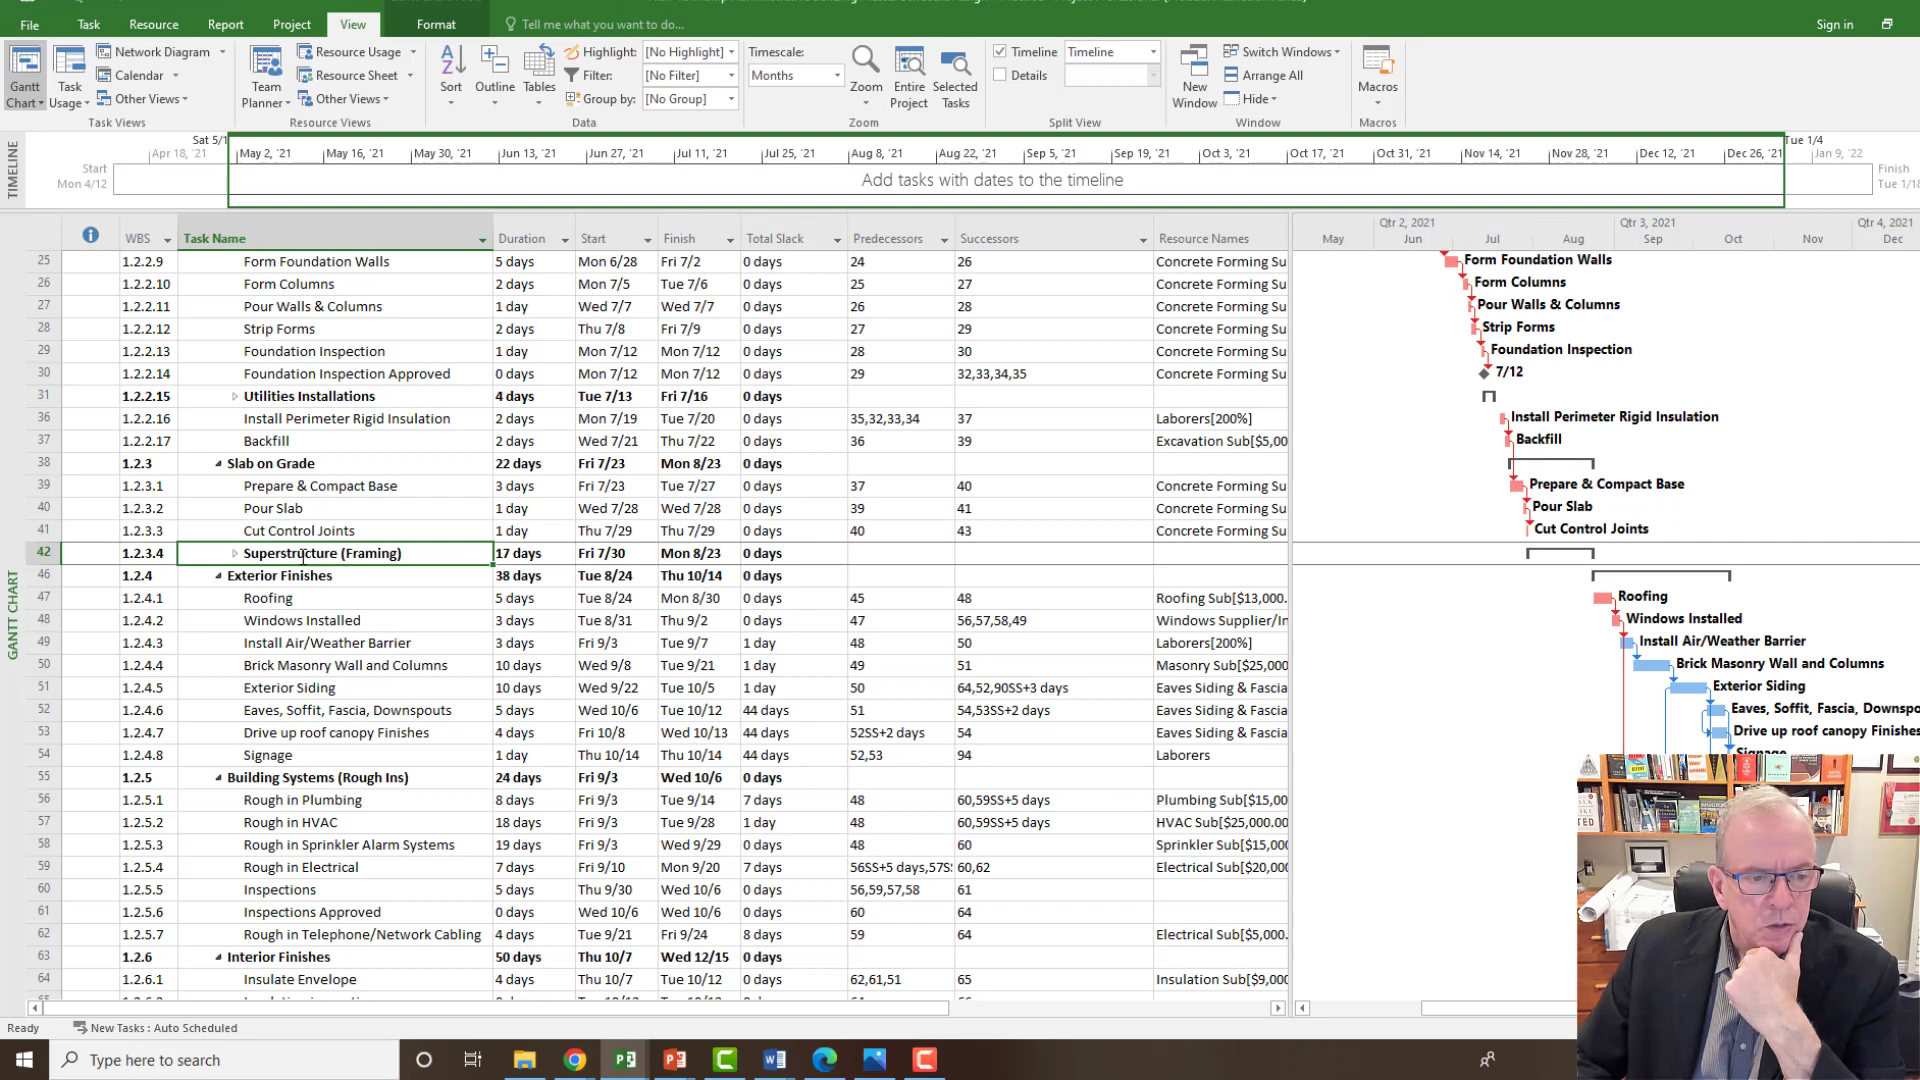 File Task Resource Report Project View Format Tell me what you want to do... Sign in
Gantt Chart Task Usage Network Diagram Calendar Other Views
Task Views
Team Planner Resource Usage Resource Sheet Other Views
Resource Views
Sort Outline Tables Highlight: [No Highlight] Filter: [No Filter] Group by: [No Group]
Data
Timescale: Months Zoom Entire Project Selected Tasks
Zoom
Timeline Timeline Details
Split View
New Window Switch Windows Arrange All Hide
Window
Macros
Macros
TIMELINE
Sat 5/1 Tue 1/4
Apr 18, '21 May 2, '21 May 16, '21 May 30, '21 Jun 13, '21 Jun 27, '21 Jul 11, '21 Jul 25, '21 Aug 8, '21 Aug 22, '21 Sep 5, '21 Sep 19, '21 Oct 3, '21 Oct 17, '21 Oct 31, '21 Nov 14, '21 Nov 28, '21 Dec 12, '21 Dec 26, '21 Jan 9, '22
Start Mon 4/12 Add tasks with dates to the timeline Finish Tue 1/18
GANTT CHART
WBS Task Name Duration Start Finish Total Slack Predecessors Successors Resource Names
Qtr 2, 2021 Qtr 3, 2021 Qtr 4, 2021
May Jun Jul Aug Sep Oct Nov Dec
25 1.2.2.9 Form Foundation Walls 5 days Mon 6/28 Fri 7/2 0 days 24 26 Concrete Forming Su Form Foundation Walls
26 1.2.2.10 Form Columns 2 days Mon 7/5 Tue 7/6 0 days 25 27 Concrete Forming Su Form Columns
27 1.2.2.11 Pour Walls & Columns 1 day Wed 7/7 Wed 7/7 0 days 26 28 Concrete Forming Su Pour Walls & Columns
28 1.2.2.12 Strip Forms 2 days Thu 7/8 Fri 7/9 0 days 27 29 Concrete Forming Su Strip Forms
29 1.2.2.13 Foundation Inspection 1 day Mon 7/12 Mon 7/12 0 days 28 30 Concrete Forming Su Foundation Inspection
30 1.2.2.14 Foundation Inspection Approved 0 days Mon 7/12 Mon 7/12 0 days 29 32,33,34,35 Concrete Forming Su 7/12
31 1.2.2.15 Utilities Installations 4 days Tue 7/13 Fri 7/16 0 days
36 1.2.2.16 Install Perimeter Rigid Insulation 2 days Mon 7/19 Tue 7/20 0 days 35,32,33,34 37 Laborers[200%] Install Perimeter Rigid Insulation
37 1.2.2.17 Backfill 2 days Wed 7/21 Thu 7/22 0 days 36 39 Excavation Sub[$5,00 Backfill
38 1.2.3 Slab on Grade 22 days Fri 7/23 Mon 8/23 0 days
39 1.2.3.1 Prepare & Compact Base 3 days Fri 7/23 Tue 7/27 0 days 37 40 Concrete Forming Su Prepare & Compact Base
40 1.2.3.2 Pour Slab 1 day Wed 7/28 Wed 7/28 0 days 39 41 Concrete Forming Su Pour Slab
41 1.2.3.3 Cut Control Joints 1 day Thu 7/29 Thu 7/29 0 days 40 43 Concrete Forming Su Cut Control Joints
42 1.2.3.4 Superstructure (Framing) 17 days Fri 7/30 Mon 8/23 0 days
46 1.2.4 Exterior Finishes 38 days Tue 8/24 Thu 10/14 0 days
47 1.2.4.1 Roofing 5 days Tue 8/24 Mon 8/30 0 days 45 48 Roofing Sub[$13,000. Roofing
48 1.2.4.2 Windows Installed 3 days Tue 8/31 Thu 9/2 0 days 47 56,57,58,49 Windows Supplier/In Windows Installed
49 1.2.4.3 Install Air/Weather Barrier 3 days Fri 9/3 Tue 9/7 1 day 48 50 Laborers[200%] Install Air/Weather Barrier
50 1.2.4.4 Brick Masonry Wall and Columns 10 days Wed 9/8 Tue 9/21 1 day 49 51 Masonry Sub[$25,000 Brick Masonry Wall and Columns
51 1.2.4.5 Exterior Siding 10 days Wed 9/22 Tue 10/5 1 day 50 64,52,90SS+3 days Eaves Siding & Fascia Exterior Siding
52 1.2.4.6 Eaves, Soffit, Fascia, Downspouts 5 days Wed 10/6 Tue 10/12 44 days 51 54,53SS+2 days Eaves Siding & Fascia Eaves, Soffit, Fascia, Downspo
53 1.2.4.7 Drive up roof canopy Finishes 4 days Fri 10/8 Wed 10/13 44 days 52SS+2 days 54 Eaves Siding & Fascia Drive up roof canopy Finishes
54 1.2.4.8 Signage 1 day Thu 10/14 Thu 10/14 44 days 52,53 94 Laborers Signage
55 1.2.5 Building Systems (Rough Ins) 24 days Fri 9/3 Wed 10/6 0 days
56 1.2.5.1 Rough in Plumbing 8 days Fri 9/3 Tue 9/14 7 days 48 60,59SS+5 days Plumbing Sub[$15,00
57 1.2.5.2 Rough in HVAC 18 days Fri 9/3 Tue 9/28 1 day 48 60,59SS+5 days HVAC Sub[$25,000.00
58 1.2.5.3 Rough in Sprinkler Alarm Systems 19 days Fri 9/3 Wed 9/29 0 days 48 60 Sprinkler Sub[$15,00
59 1.2.5.4 Rough in Electrical 7 days Fri 9/10 Mon 9/20 7 days 56SS+5 days,57S 60,62 Electrical Sub[$20,00
60 1.2.5.5 Inspections 5 days Thu 9/30 Wed 10/6 0 days 56,59,57,58 61
61 1.2.5.6 Inspections Approved 0 days Wed 10/6 Wed 10/6 0 days 60 64
62 1.2.5.7 Rough in Telephone/Network Cabling 4 days Tue 9/21 Fri 9/24 8 days 59 64 Electrical Sub[$5,000.
63 1.2.6 Interior Finishes 50 days Thu 10/7 Wed 12/15 0 days
64 1.2.6.1 Insulate Envelope 4 days Thu 10/7 Tue 10/12 0 days 62,61,51 65 Insulation Sub[$9,000
Ready New Tasks : Auto Scheduled
Type here to search